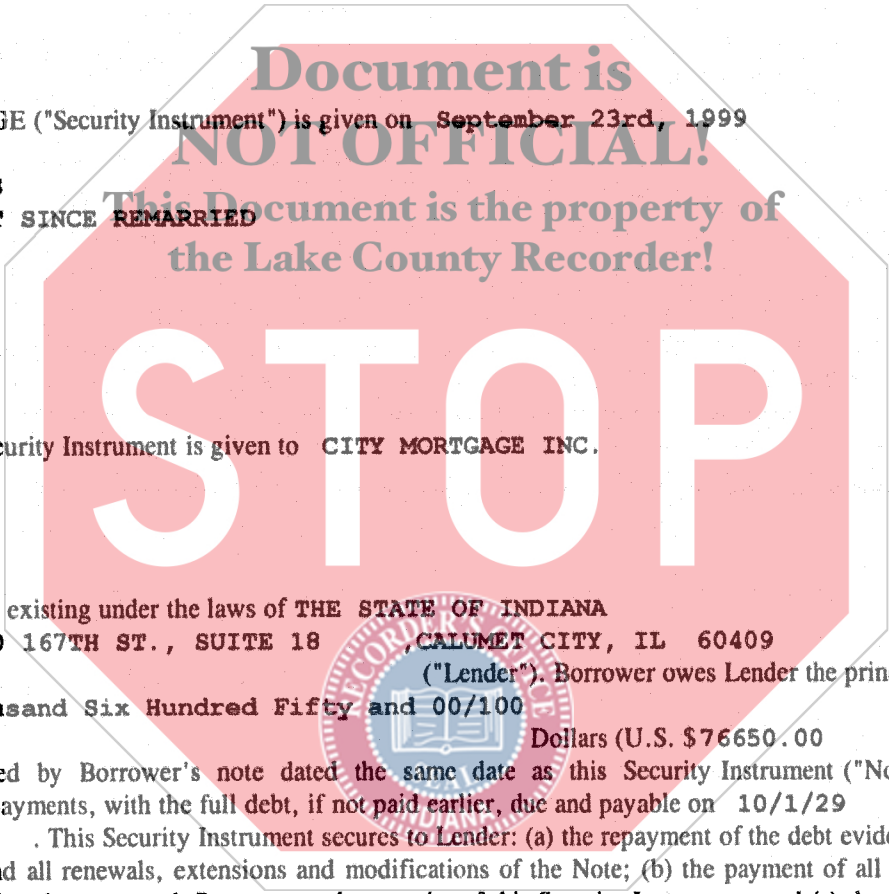 Document is
GE ("Security Instrument") is given on September 23rd, 1999
NOT OFFICIAL!
This Document is the property of
SINCE REMARRIED
the Lake County Recorder!
STOP
curity Instrument is given to CITY MORTGAGE INC.
existing under the laws of THE STATE OF INDIANA
167TH ST., SUITE 18 ,CALUMET CITY, IL 60409
("Lender"). Borrower owes Lender the prin
usand Six Hundred Fifty and 00/100
RECORDER'S OFFICE
Dollars (U.S. $76650.00
ed by Borrower's note dated the same date as this Security Instrument ("No
ayments, with the full debt, if not paid earlier, due and payable on 10/1/29
INDIANA
. This Security Instrument secures to Lender: (a) the repayment of the debt evide
nd all renewals, extensions and modifications of the Note; (b) the payment of all